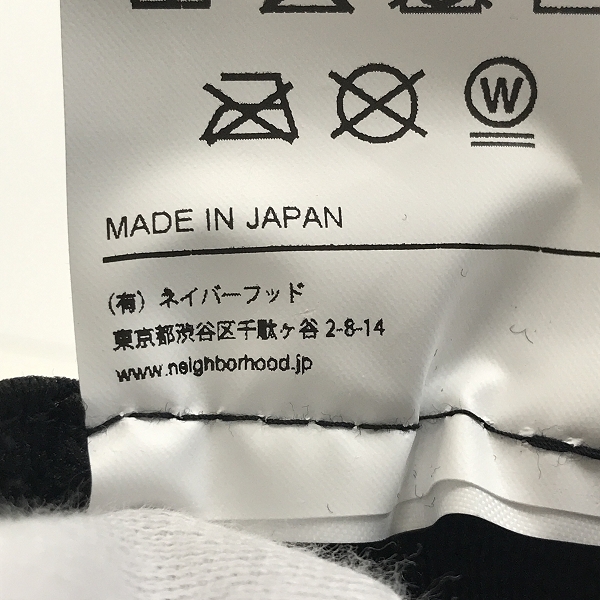 W
MADE IN JAPAN
(有) ネイバーフッド
東京都渋谷区千駄ヶ谷 2-8-14
www.neighborhood.jp